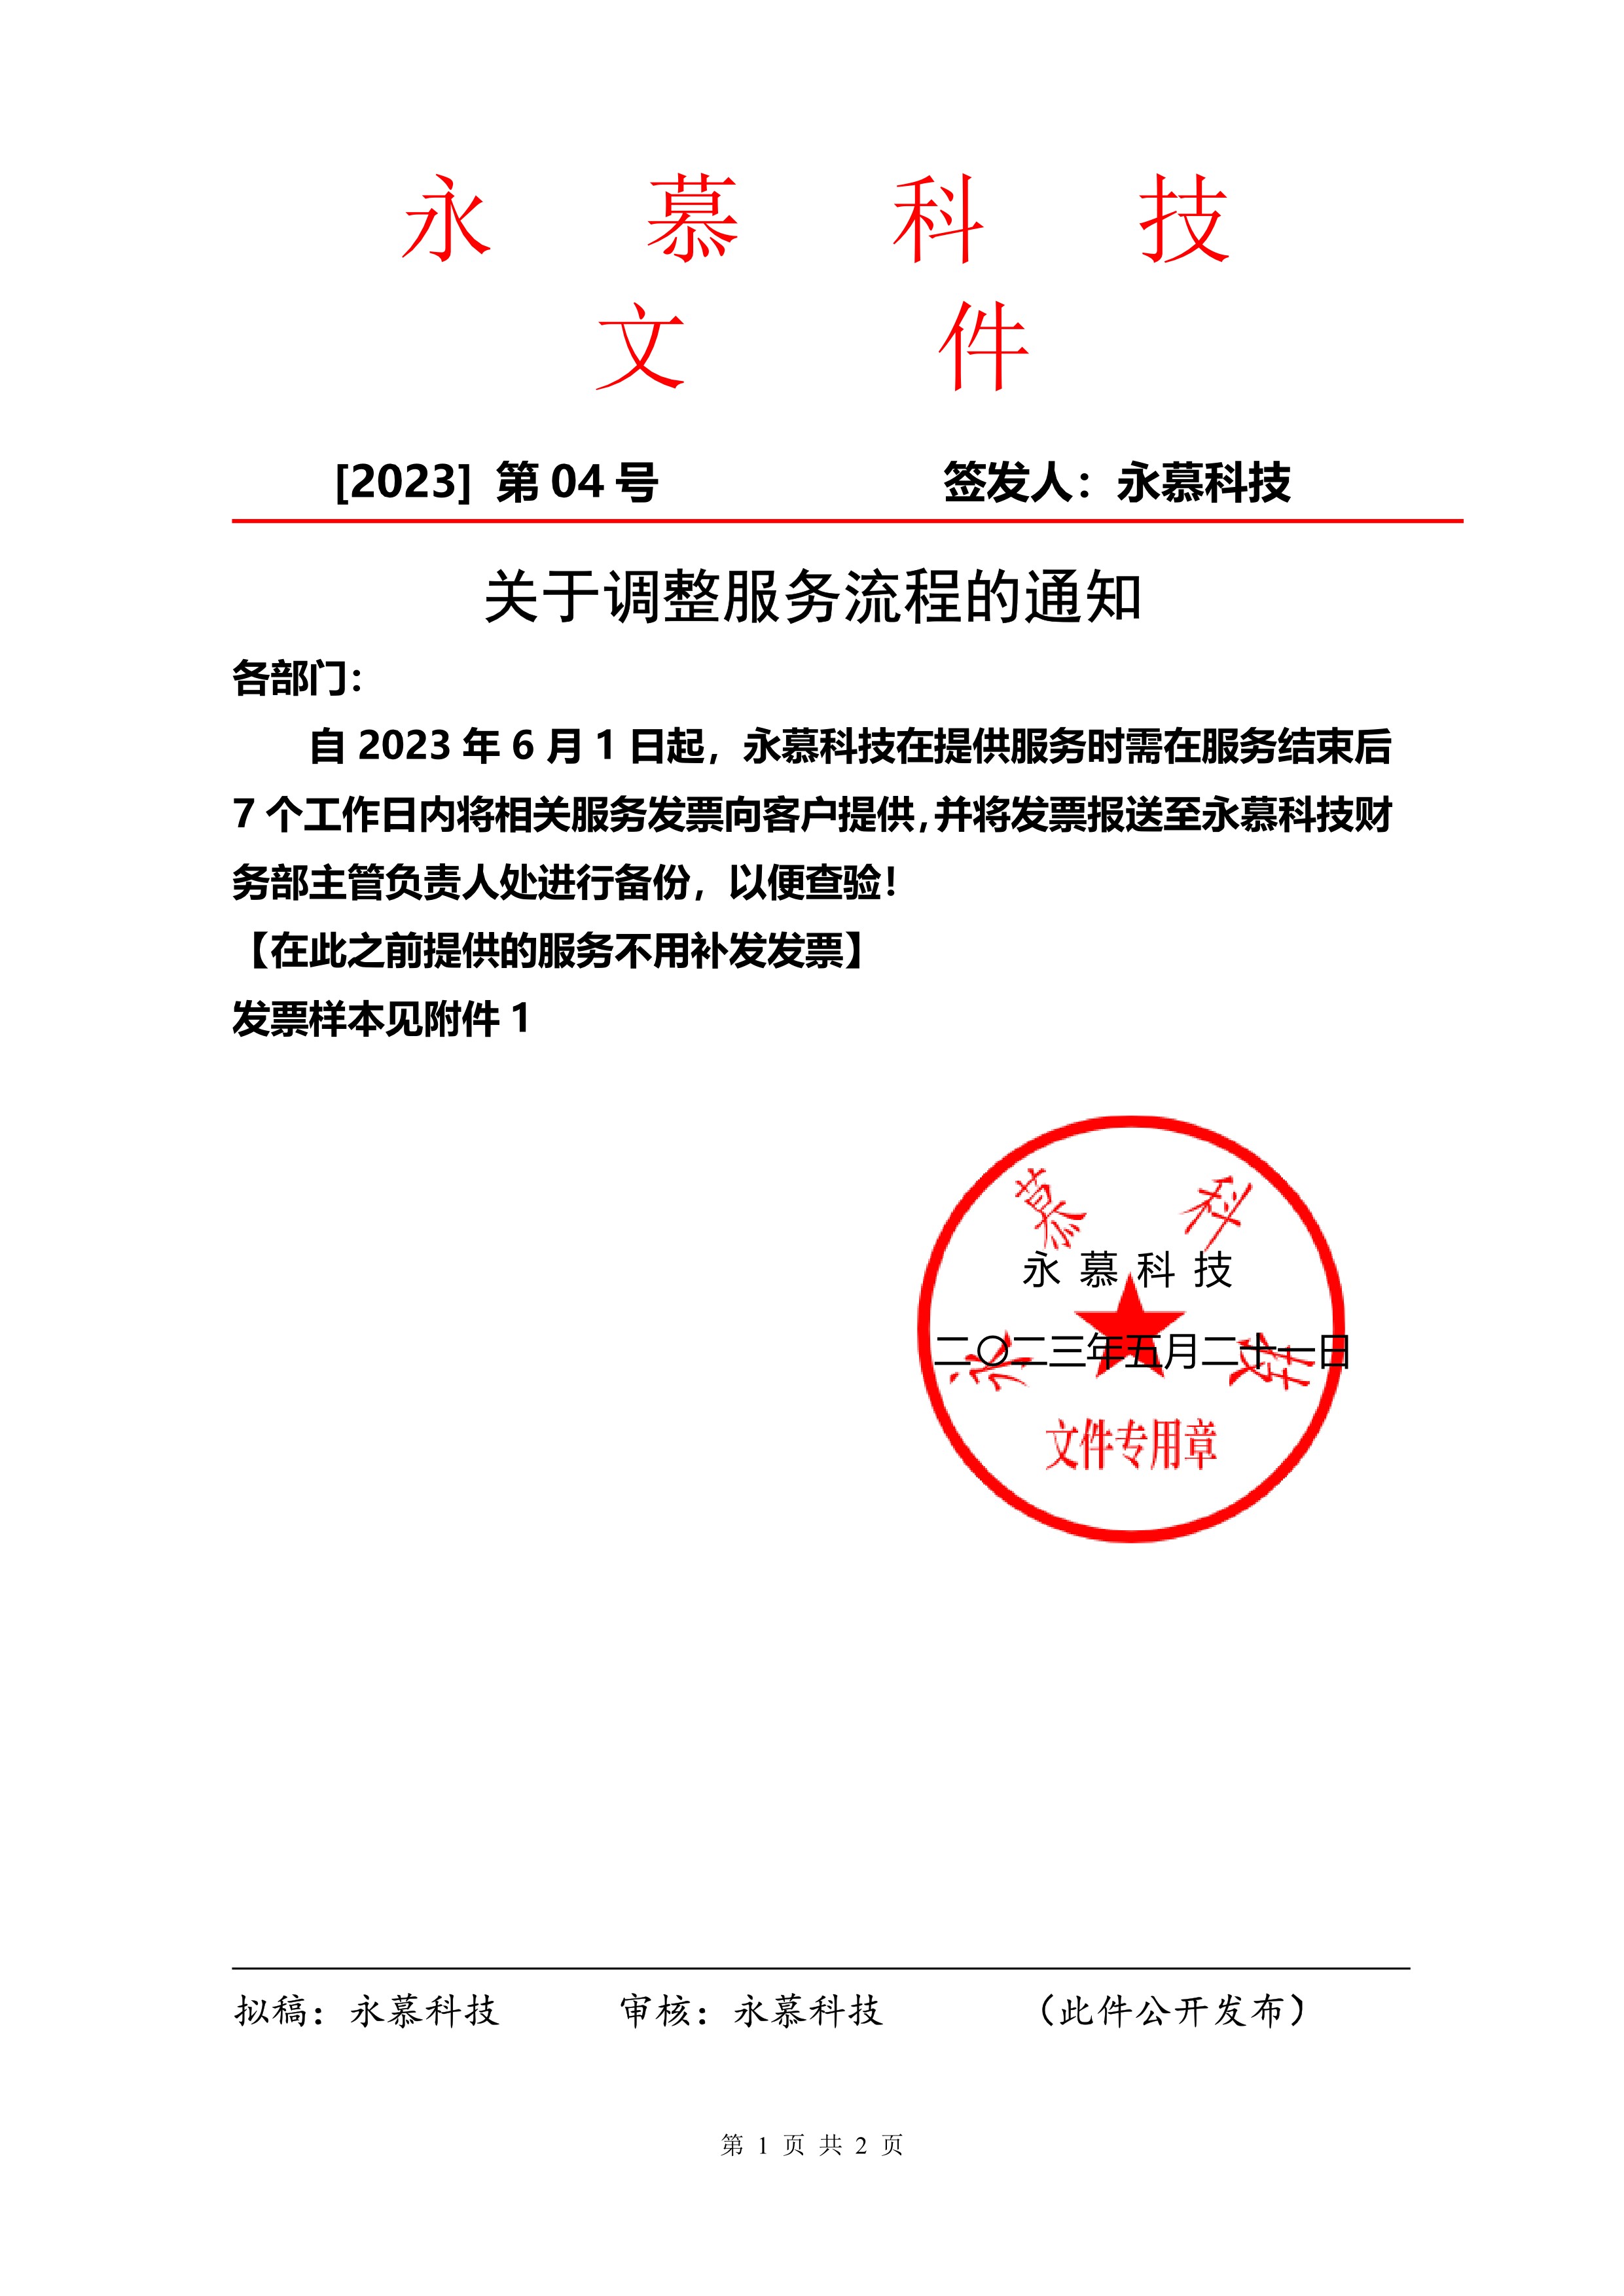 永 慕 科 技
文 件
[2023] 第 04 号 签发人：永慕科技
关于调整服务流程的通知
各部门：
自 2023 年 6 月 1 日起，永慕科技在提供服务时需在服务结束后
7 个工作日内将相关服务发票向客户提供，并将发票报送至永慕科技财
务部主管负责人处进行备份，以便查验！
【在此之前提供的服务不用补发发票】
发票样本见附件 1
永慕科技
永 慕 科 技
二〇二三年五月二十一日
文件专用章
拟稿：永慕科技 审核：永慕科技 （此件公开发布）
第 1 页 共 2 页